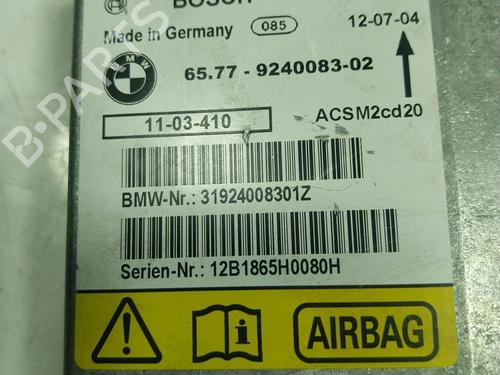 BOSCH
Made in Germany 085 12-07-04
BMW
65.77 - 9240083-02
11-03-410 ACSM2cd20
BMW-Nr.: 31924008301Z
Serien-Nr.: 12B1865H0080H
AIRBAG
B-PARTS